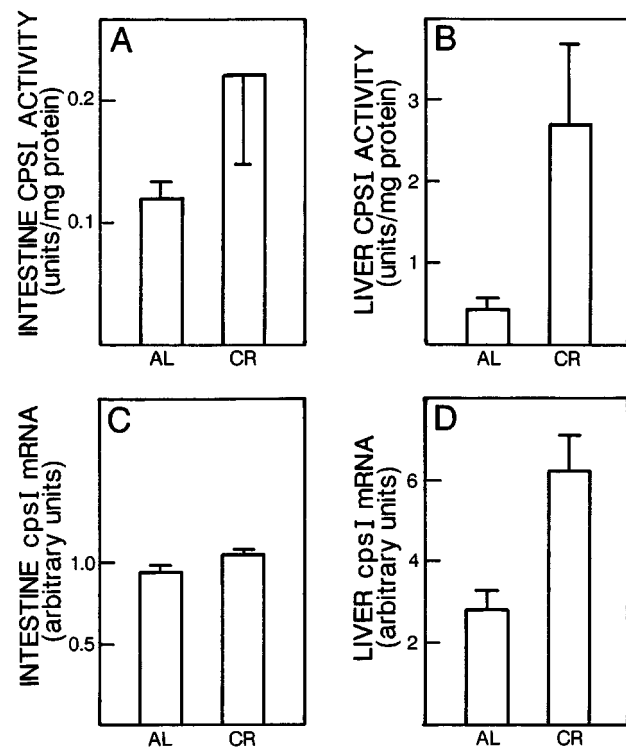 A
INTESTINE CPSI ACTIVITY
(units/mg protein)
0.2
0.1
AL
CR
B
LIVER CPSI ACTIVITY
(units/mg protein)
3
2
1
AL
CR
C
INTESTINE cpsI mRNA
(arbitrary units)
1.0
0.5
AL
CR
D
LIVER cpsI mRNA
(arbitrary units)
6
4
2
AL
CR